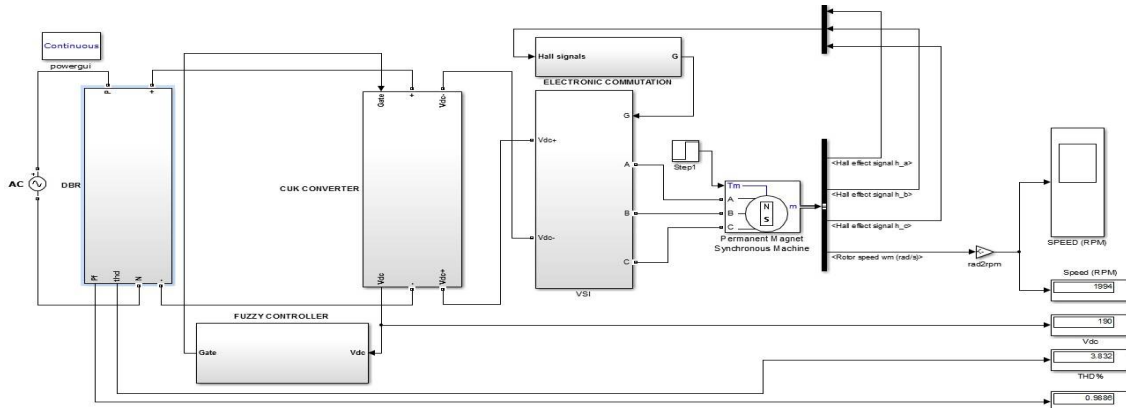 Continuous
powergui
Hall signals
G
ELECTRONIC COMMUTATION
P
+
Gate
+
Vdc-
G
AC
+
DBR
CUK CONVERTER
Vdc+
A
Step1
Tm
<Hall effect signal h_a>
A
N
S
m
<Hall effect signal h_b>
B
B
SPEED (RPM)
C
<Hall effect signal h_c>
Vdc-
Permanent Magnet
Synchronous Machine
C
<Rotor speed wm (rad/s)>
rad2rpm
Pf
thd
N
-
Vdc
-
Vdc+
VSI
Speed (RPM)
1994
FUZZY CONTROLLER
Gate
Vdc
190
Vdc
3.832
THD%
0.9886